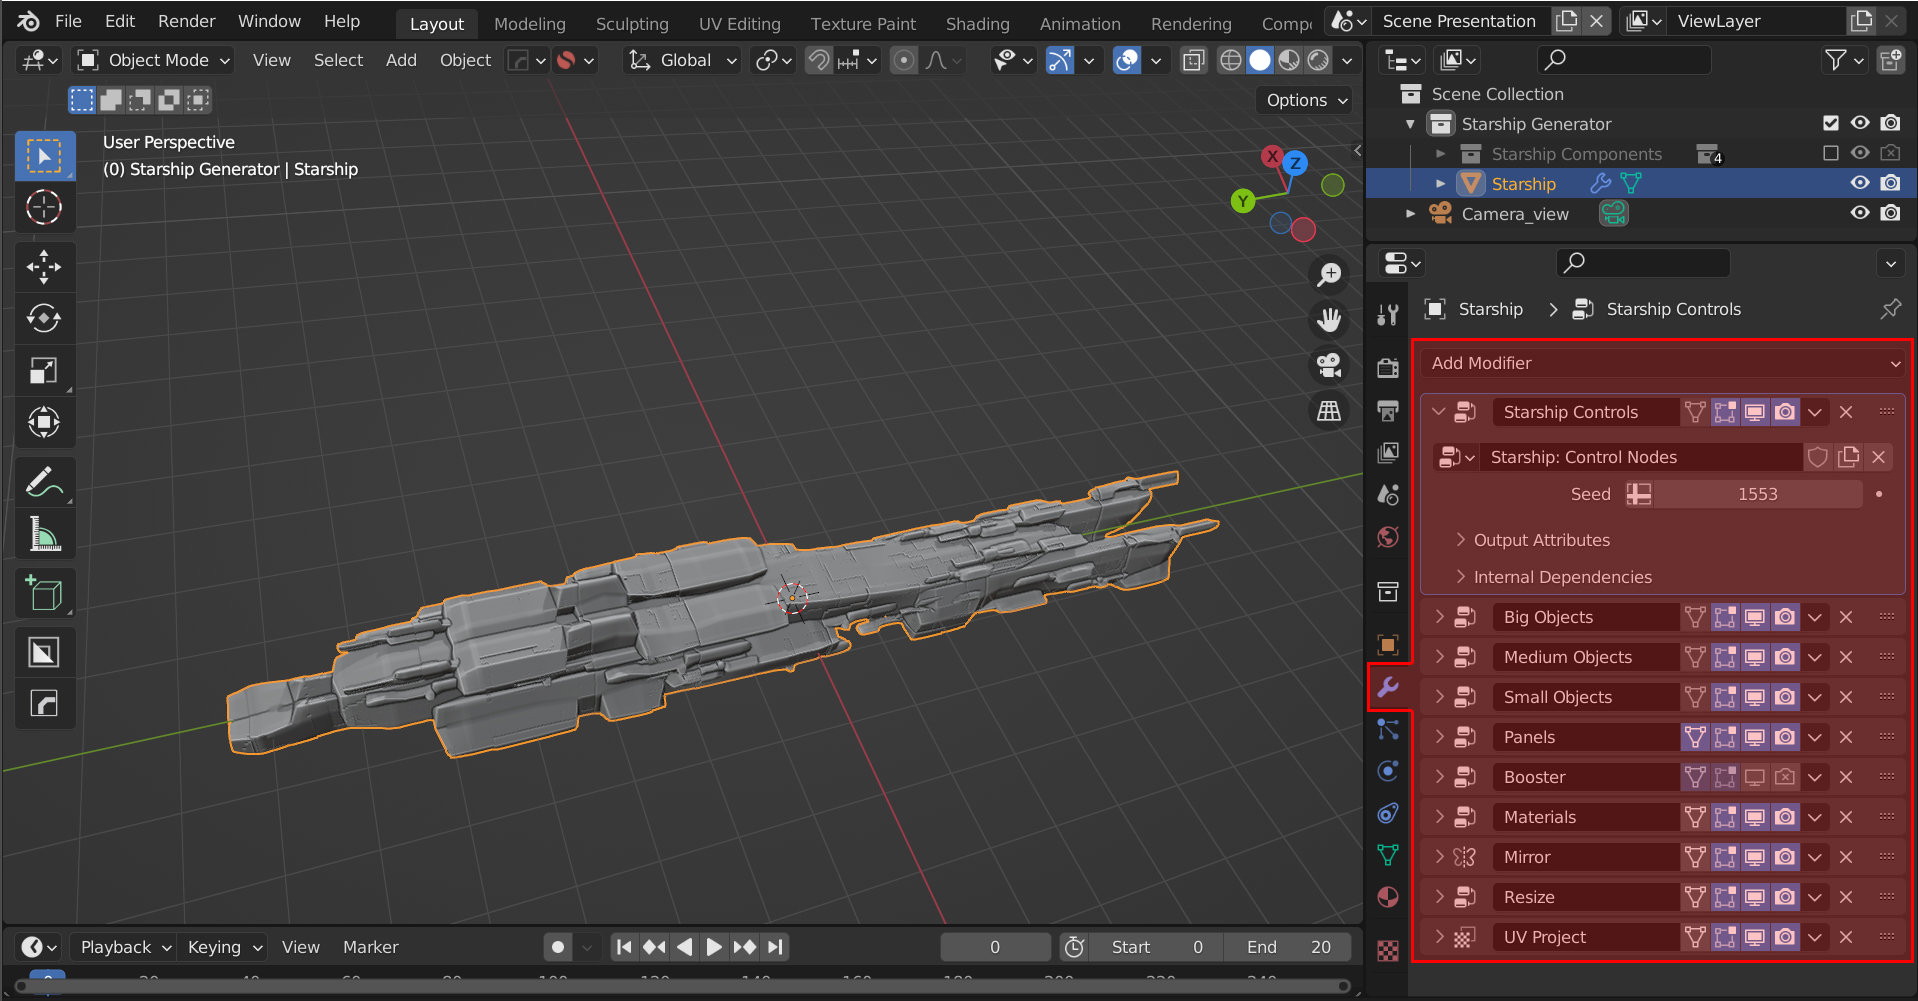 File Edit Render Window Help Layout Modeling Sculpting UV Editing Texture Paint Shading Animation Rendering Scene Presentation ViewLayer
Object Mode View Select Add Object Global
Options
User Perspective
(0) Starship Generator | Starship
X
Z
Y
Scene Collection
Starship Generator
Starship Components 4
Starship
Camera_view
Starship > Starship Controls
Add Modifier
Starship Controls
Starship: Control Nodes
Seed 1553
Output Attributes
Internal Dependencies
Big Objects
Medium Objects
Small Objects
Panels
Booster
Materials
Mirror
Resize
UV Project
Playback Keying View Marker 0 Start 0 End 20